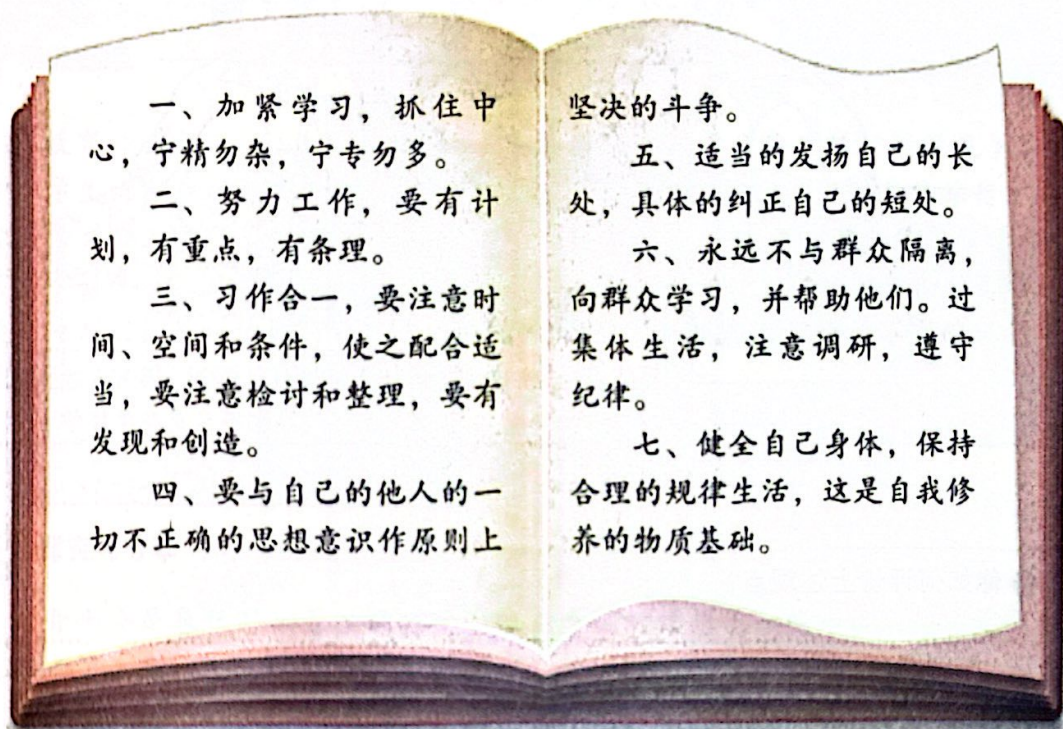 一、加紧学习，抓住中
心，宁精勿杂，宁专勿多。
二、努力工作，要有计
划，有重点，有条理。
三、习作合一，要注意时
间、空间和条件，使之配合适
当，要注意检讨和整理，要有
发现和创造。
四、要与自己的他人的一
切不正确的思想意识作原则上
坚决的斗争。
五、适当的发扬自己的长
处，具体的纠正自己的短处。
六、永远不与群众隔离，
向群众学习，并帮助他们。过
集体生活，注意调研，遵守
纪律。
七、健全自己身体，保持
合理的规律生活，这是自我修
养的物质基础。